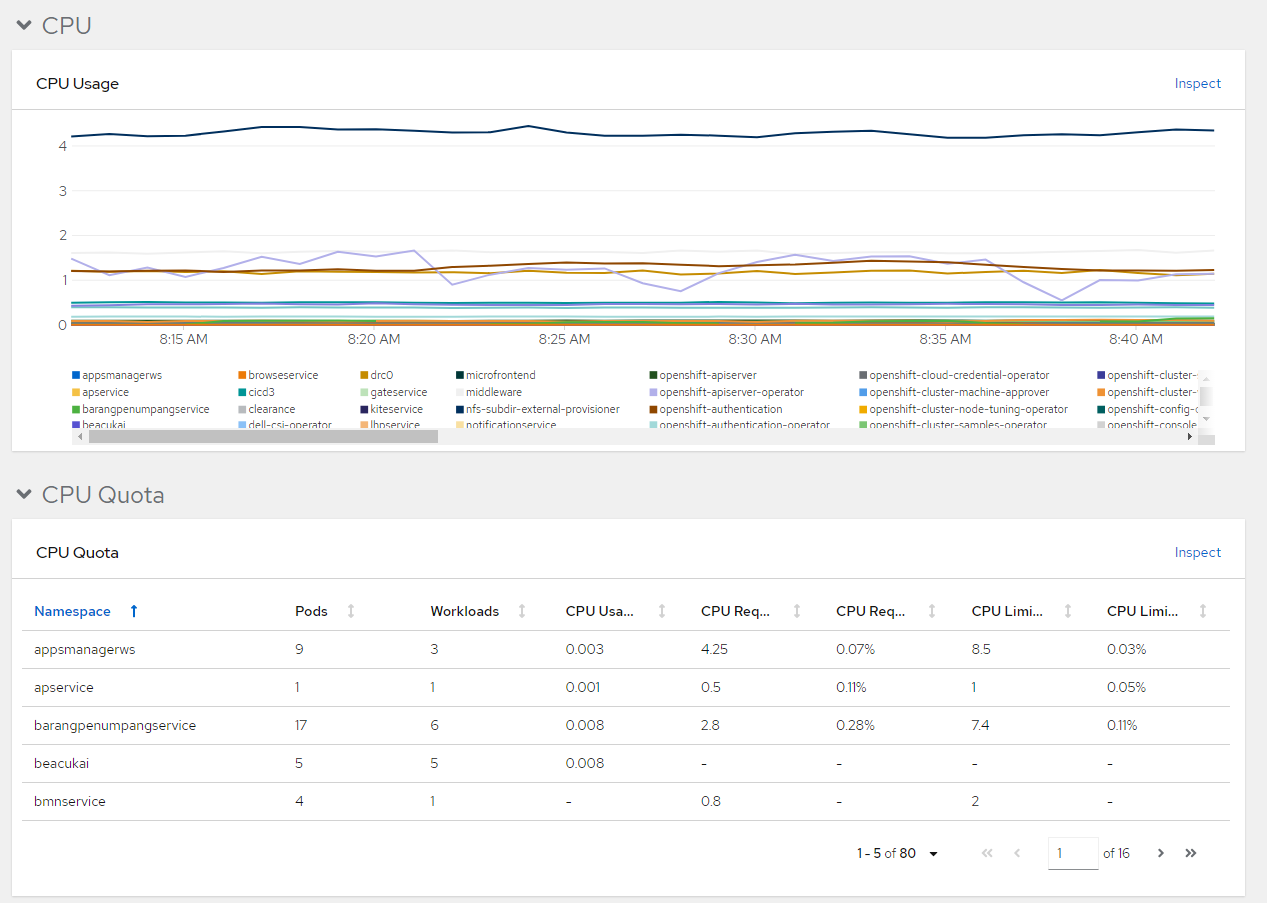 CPU
CPU Usage Inspect
4
3
2
1
0
8:15 AM 8:20 AM 8:25 AM 8:30 AM 8:35 AM 8:40 AM
appsmanagerws browseservice drc0 microfrontend openshift-apiserver openshift-cloud-credential-operator openshift-cluster-
apservice cicd3 gateservice middleware openshift-apiserver-operator openshift-cluster-machine-approver openshift-cluster-
barangpenumpangservice clearance kiteservice nfs-subdir-external-provisioner openshift-authentication openshift-cluster-node-tuning-operator openshift-config-
beacukai dell-csi-operator lhpservice notificationservice openshift-authentication-operator openshift-cluster-samples-operator openshift-console
CPU Quota
CPU Quota Inspect
Namespace Pods Workloads CPU Usa... CPU Req... CPU Req... CPU Limi... CPU Limi...
appsmanagerws 9 3 0.003 4.25 0.07% 8.5 0.03%
apservice 1 1 0.001 0.5 0.11% 1 0.05%
barangpenumpangservice 17 6 0.008 2.8 0.28% 7.4 0.11%
beacukai 5 5 0.008 - - - -
bmnservice 4 1 - 0.8 - 2 -
1 - 5 of 80 1 of 16